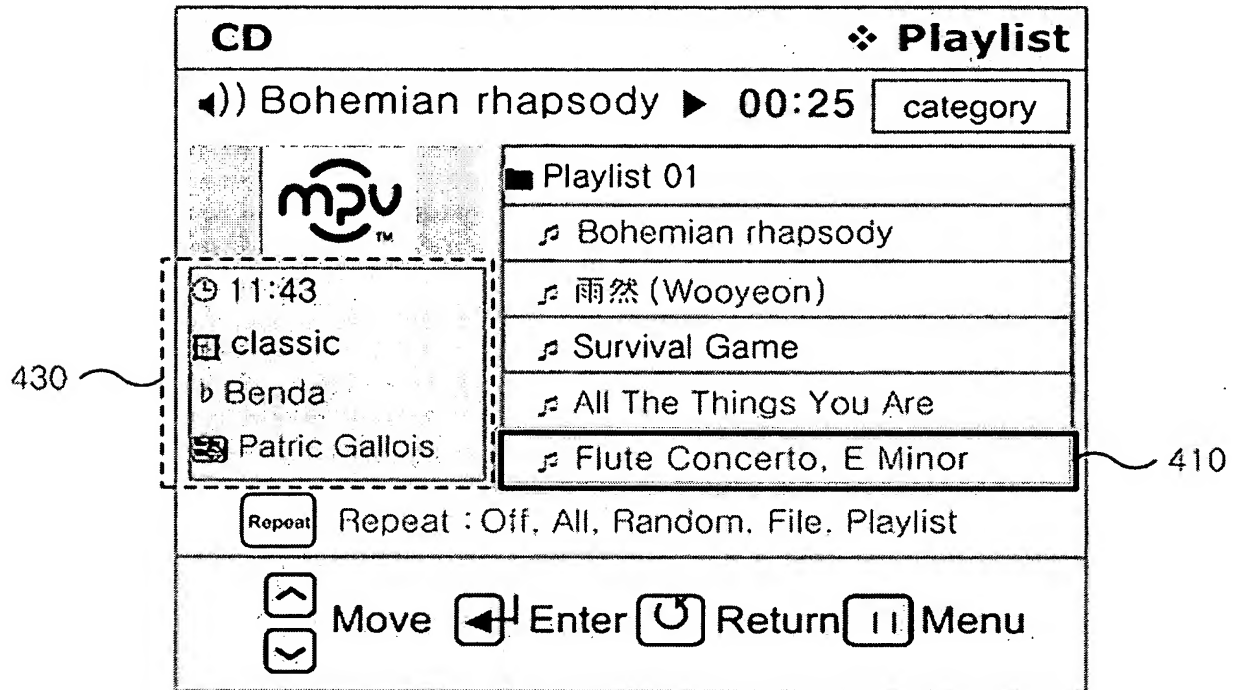 CD ❖ Playlist
Bohemian rhapsody ▶ 00:25 category
mpv™
Playlist 01
Bohemian rhapsody
雨然 (Wooyeon)
Survival Game
All The Things You Are
Flute Concerto, E Minor
11:43
classic
Benda
Patric Gallois
430
410
Repeat Repeat : Off, All, Random. File. Playlist
Move Enter Return Menu